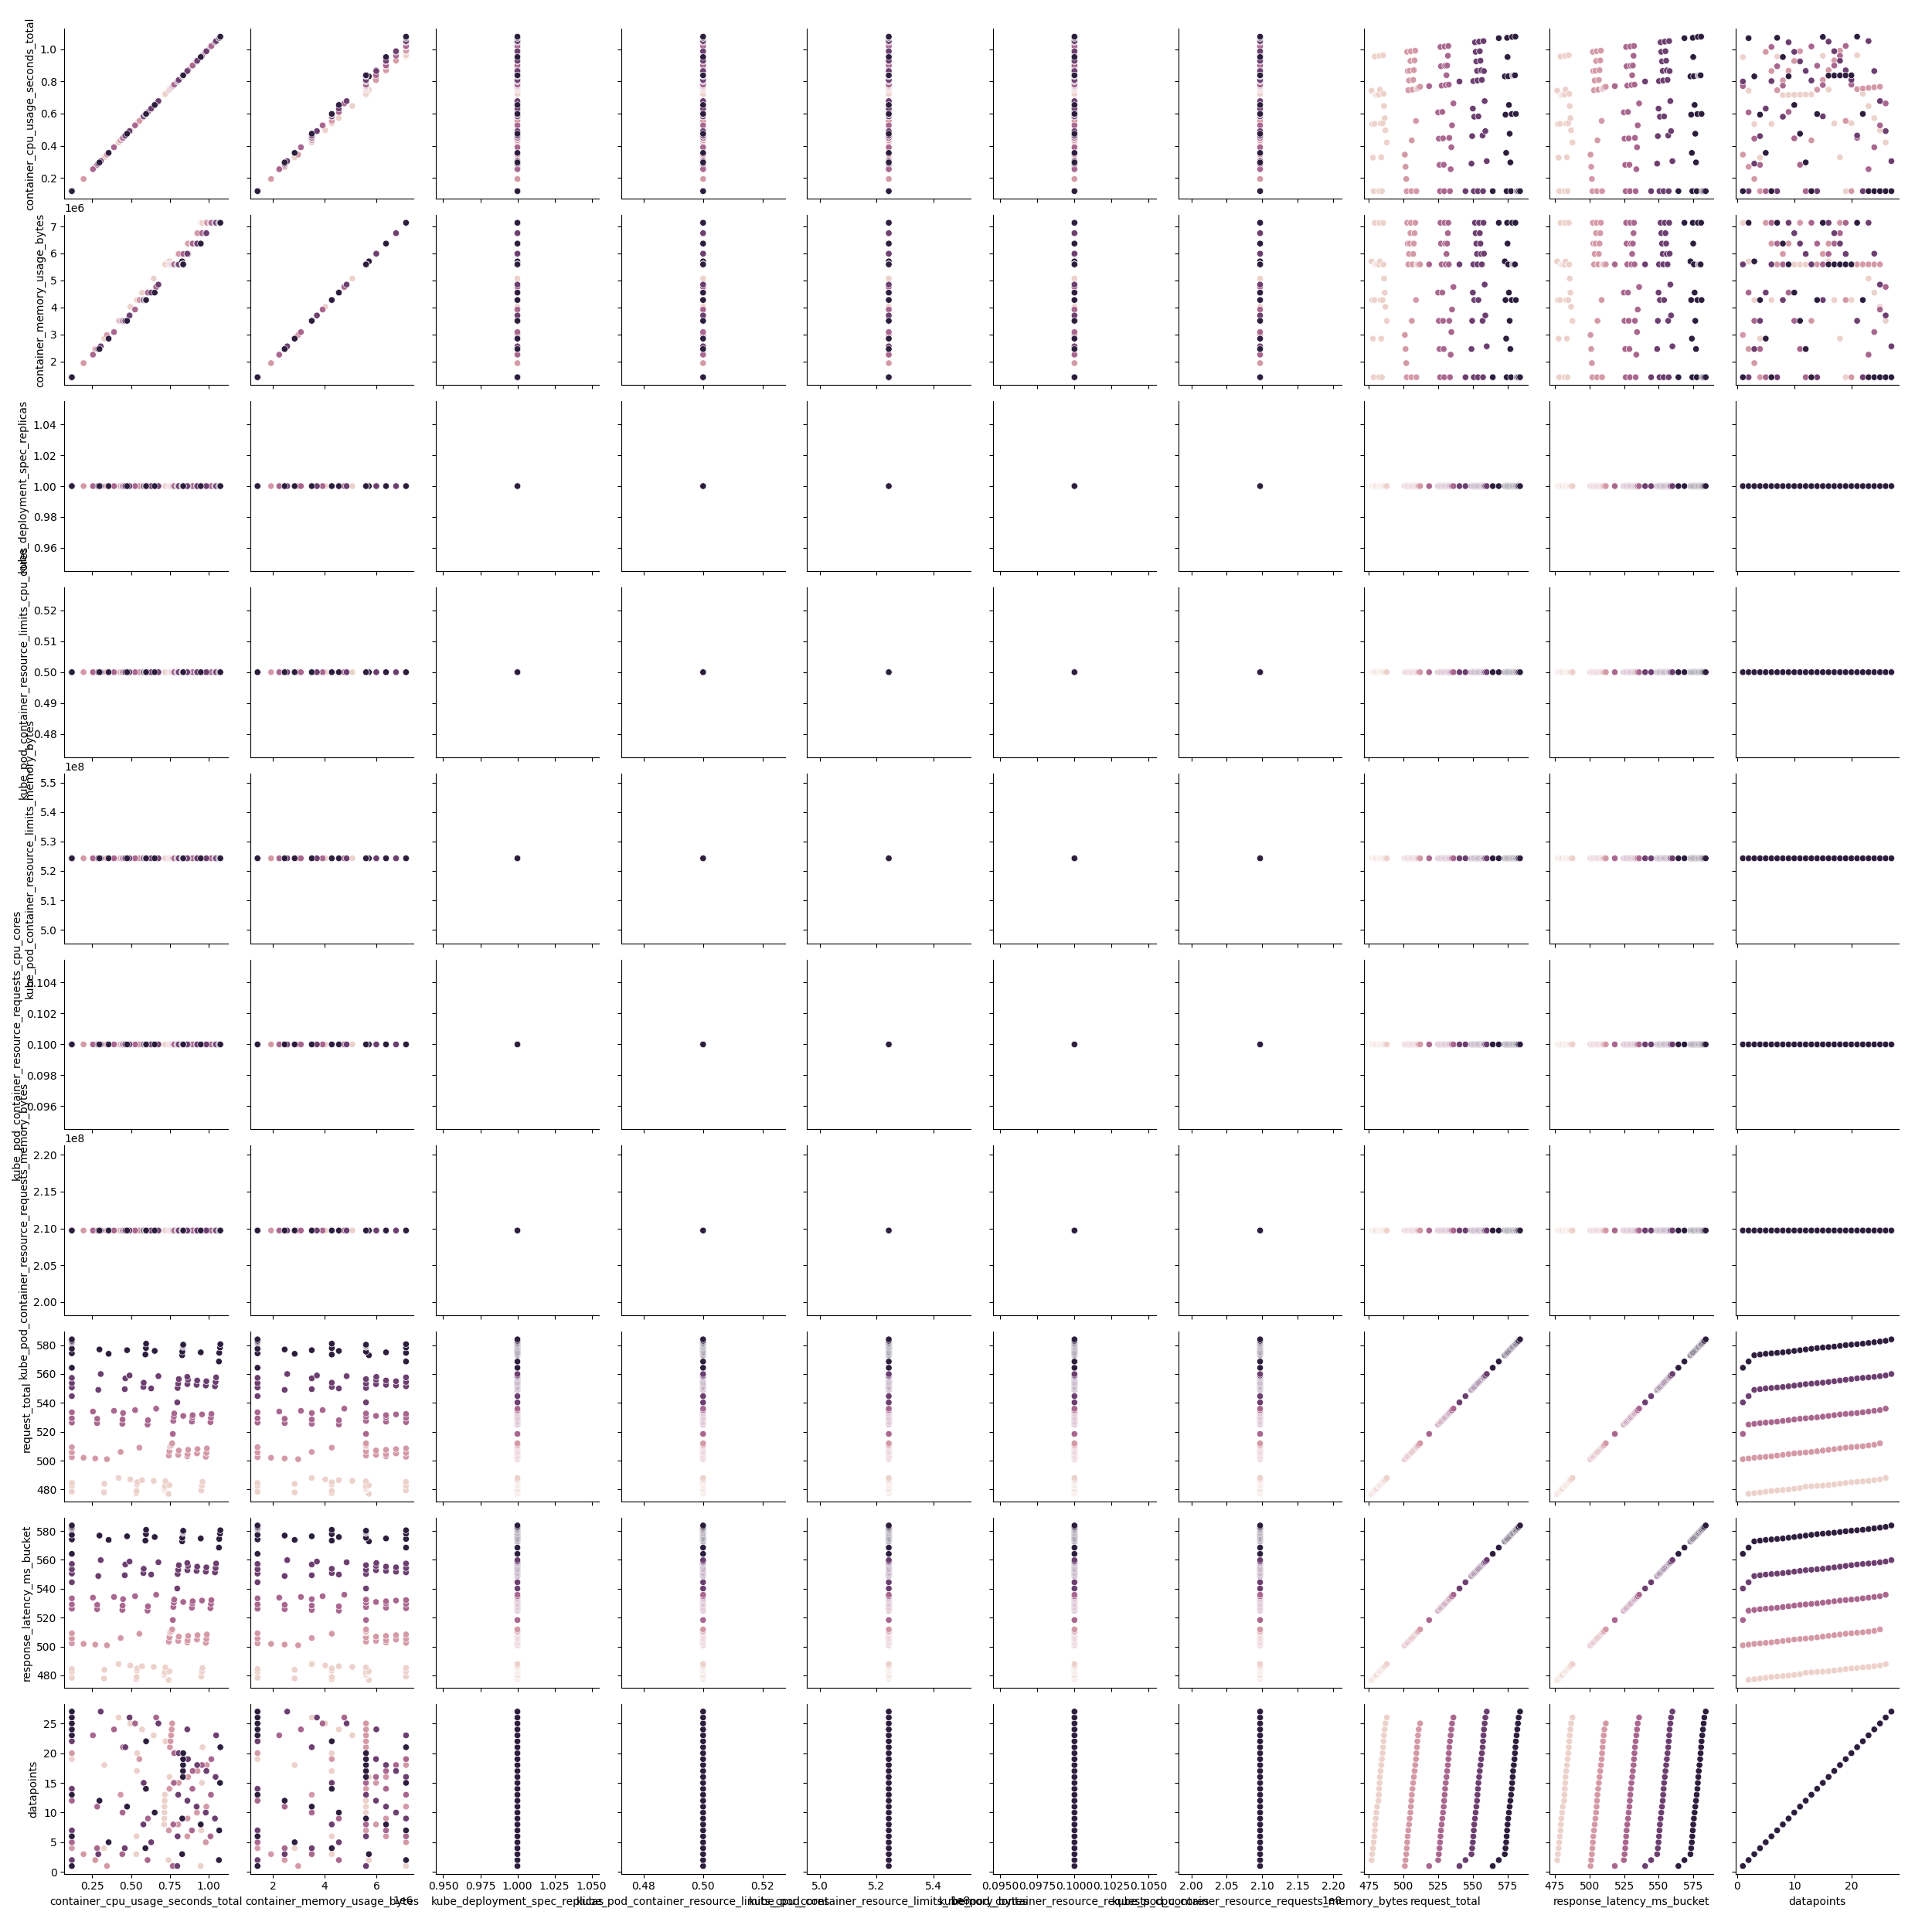 container_cpu_usage_seconds_total
1.0
0.8
0.6
0.4
0.2
1e6
container_memory_usage_bytes
7
6
5
4
3
2
kube_deployment_spec_replicas
1.04
1.02
1.00
0.98
0.96
kube_pod_container_resource_limits_cpu_cores
0.52
0.51
0.50
0.49
0.48
1e8
kube_pod_container_resource_limits_memory_bytes
5.5
5.4
5.3
5.2
5.1
5.0
kube_pod_container_resource_requests_cpu_cores
0.104
0.102
0.100
0.098
0.096
1e8
kube_pod_container_resource_requests_memory_bytes
2.20
2.15
2.10
2.05
2.00
request_total
580
560
540
520
500
480
response_latency_ms_bucket
580
560
540
520
500
480
datapoints
25
20
15
10
5
0
0.25 0.50 0.75 1.00
container_cpu_usage_seconds_total
2 4 6
1e6
container_memory_usage_bytes
0.950 0.975 1.000 1.025 1.050
kube_deployment_spec_replicas
0.48 0.50 0.52
kube_pod_container_resource_limits_cpu_cores
5.0 5.2 5.4
1e8
kube_pod_container_resource_limits_memory_bytes
0.0950 0.0975 0.1000 0.1025 0.1050
kube_pod_container_resource_requests_cpu_cores
2.00 2.05 2.10 2.15 2.20
1e8
kube_pod_container_resource_requests_memory_bytes
475 500 525 550 575
request_total
475 500 525 550 575
response_latency_ms_bucket
0 10 20
datapoints